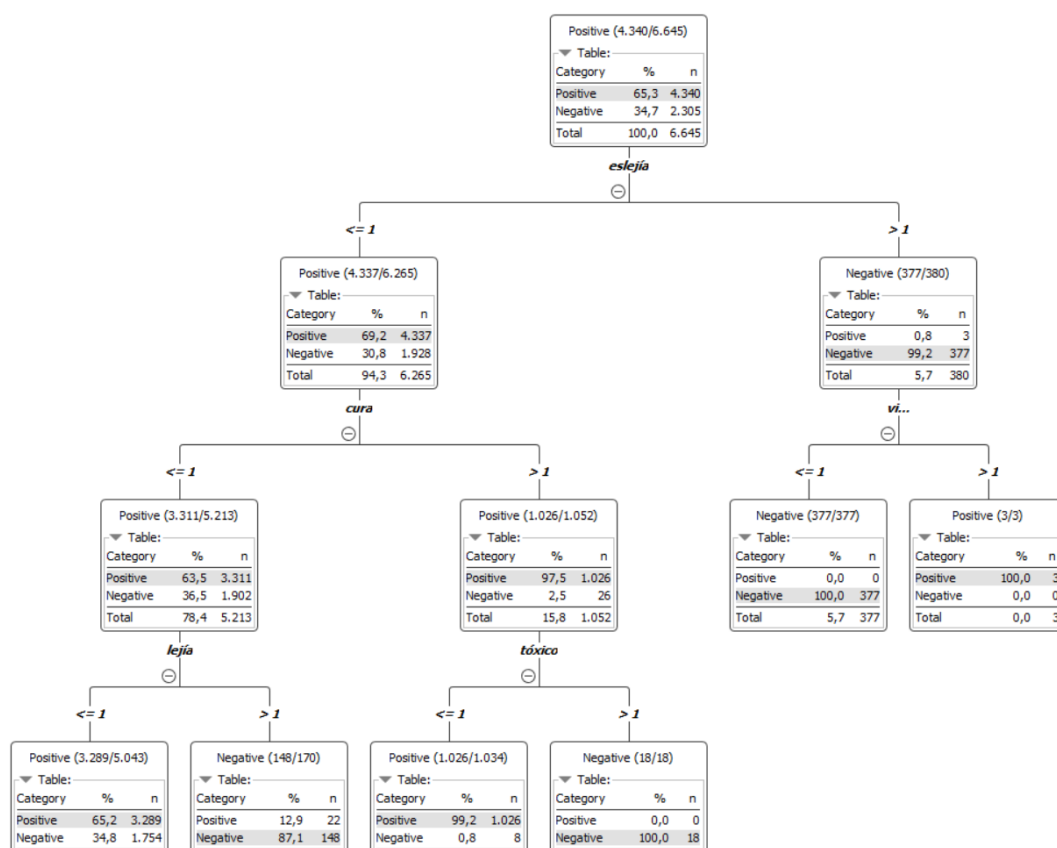 Positive (4.340/6.645)
Table:
Category % n
Positive 65,3 4.340
Negative 34,7 2.305
Total 100,0 6.645
eslejía
<= 1
> 1
Positive (4.337/6.265)
Table:
Category % n
Positive 69,2 4.337
Negative 30,8 1.928
Total 94,3 6.265
cura
Negative (377/380)
Table:
Category % n
Positive 0,8 3
Negative 99,2 377
Total 5,7 380
vi...
<= 1
> 1
<= 1
> 1
Positive (3.311/5.213)
Table:
Category % n
Positive 63,5 3.311
Negative 36,5 1.902
Total 78,4 5.213
lejía
Positive (1.026/1.052)
Table:
Category % n
Positive 97,5 1.026
Negative 2,5 26
Total 15,8 1.052
tóxico
Negative (377/377)
Table:
Category % n
Positive 0,0 0
Negative 100,0 377
Total 5,7 377
Positive (3/3)
Table:
Category % n
Positive 100,0 3
Negative 0,0 0
Total 0,0 3
<= 1
> 1
<= 1
> 1
Positive (3.289/5.043)
Table:
Category % n
Positive 65,2 3.289
Negative 34,8 1.754
Negative (148/170)
Table:
Category % n
Positive 12,9 22
Negative 87,1 148
Positive (1.026/1.034)
Table:
Category % n
Positive 99,2 1.026
Negative 0,8 8
Negative (18/18)
Table:
Category % n
Positive 0,0 0
Negative 100,0 18